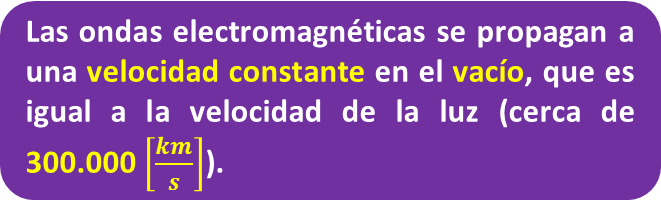 Las ondas electromagnéticas se propagan a
una velocidad constante en el vacío, que es
igual a la velocidad de la luz (cerca de
300.000 [km/s]).